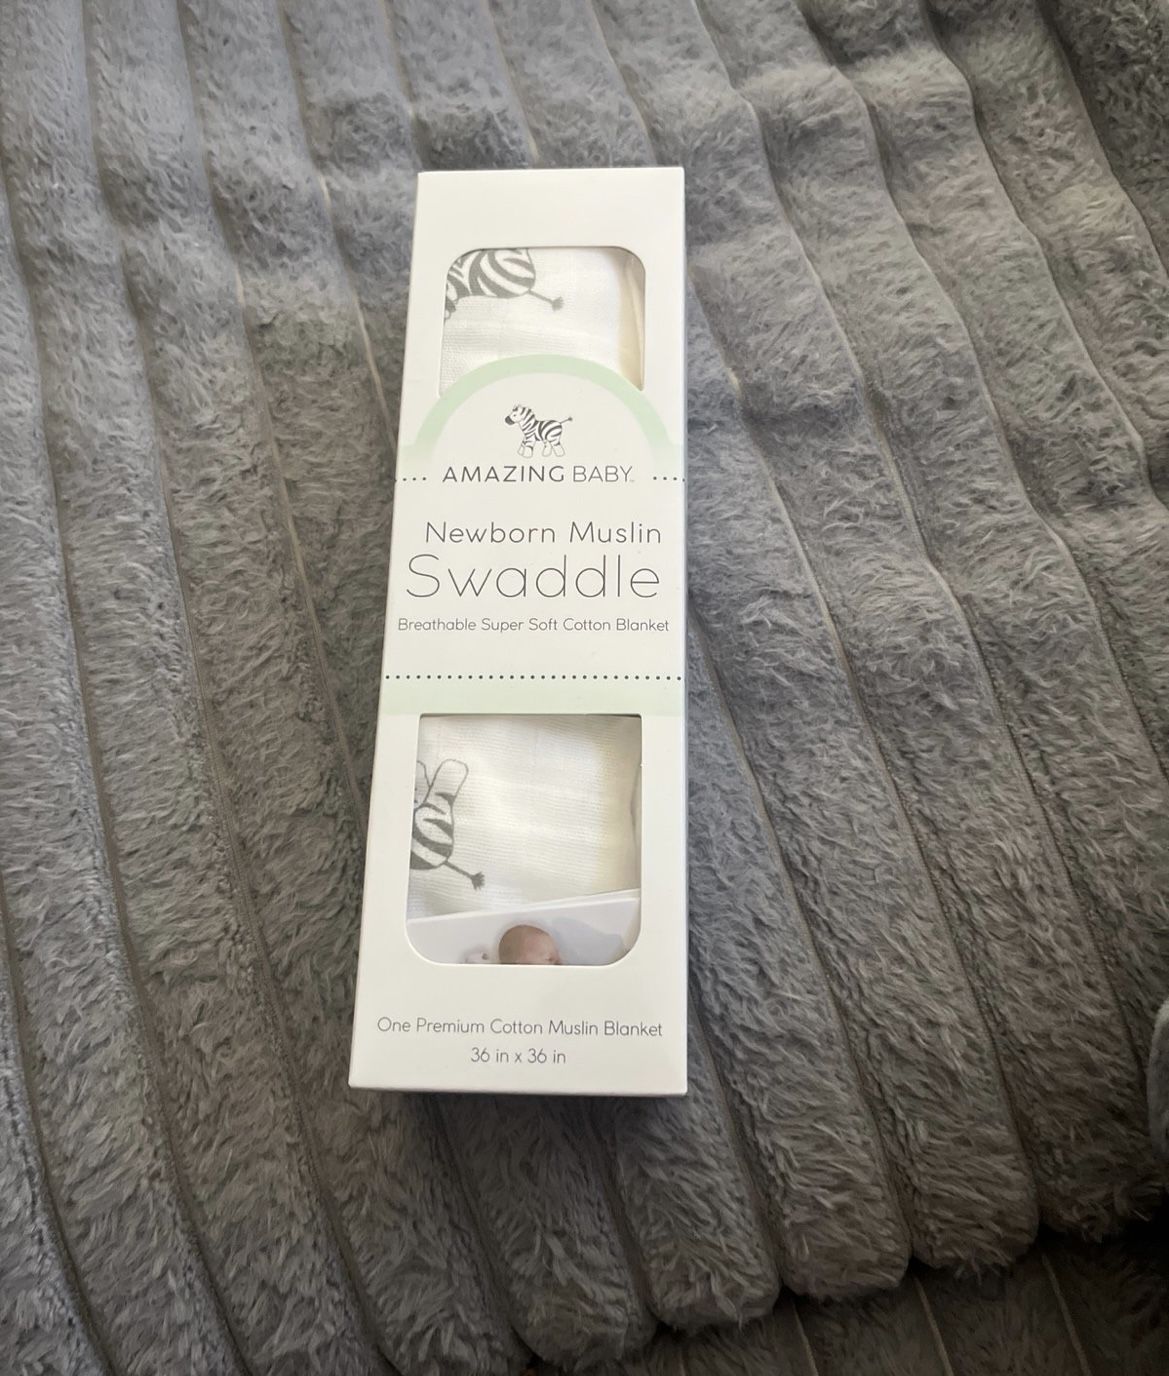 AMAZING BABY
Newborn Muslin
Swaddle
Breathable Super Soft Cotton Blanket
One Premium Cotton Muslin Blanket
36 in x 36 in